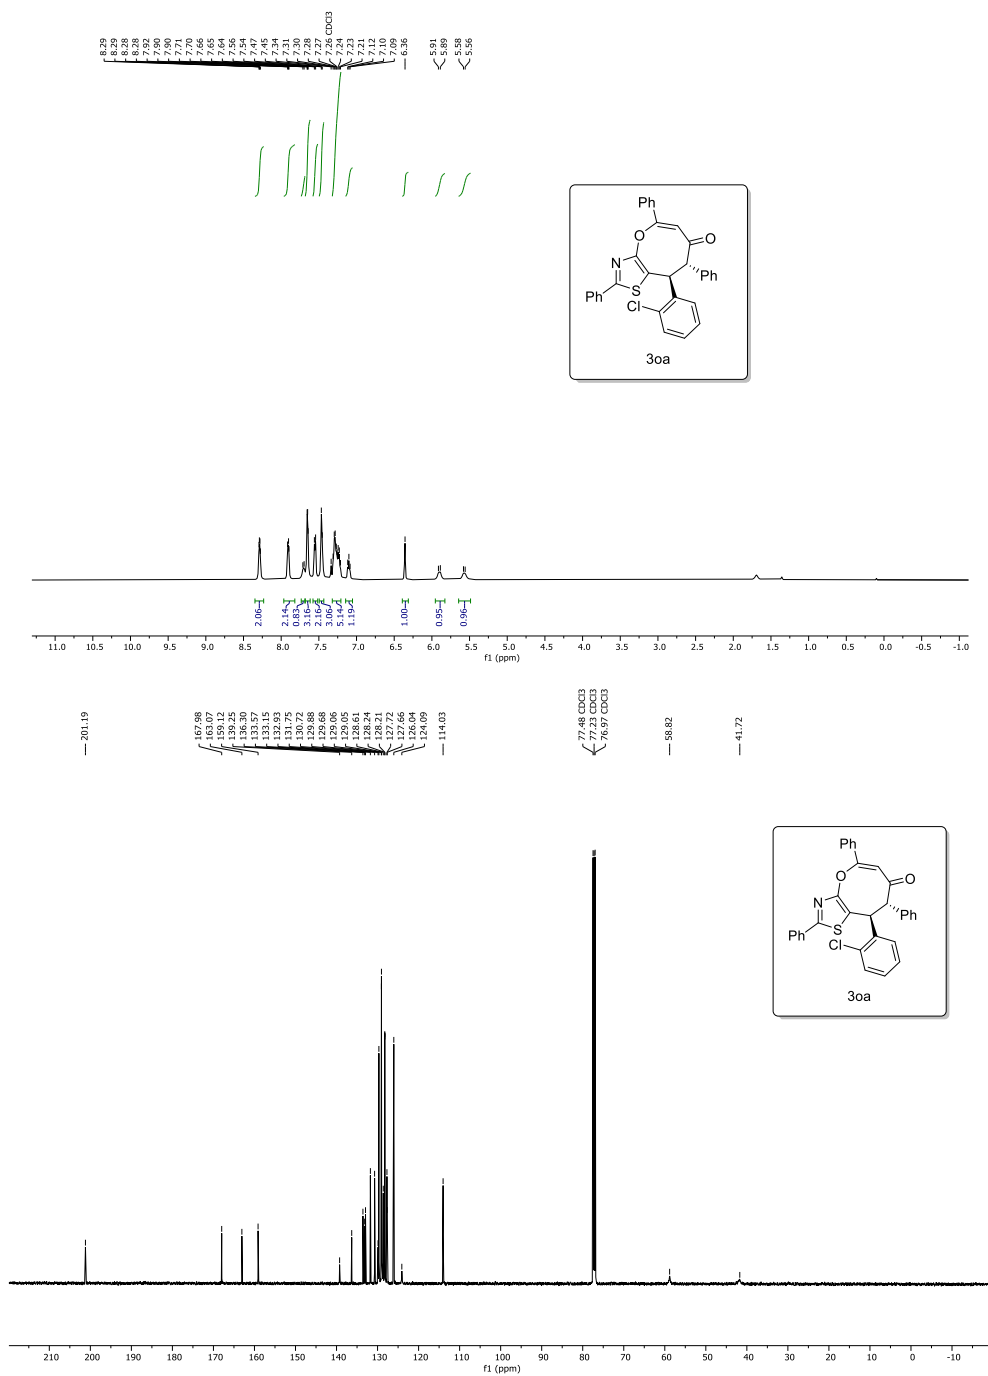 8.29
8.29
8.28
8.28
7.92
7.90
7.90
7.71
7.70
7.66
7.65
7.64
7.56
7.54
7.47
7.45
7.34
7.31
7.30
7.28
7.27
7.26 CDCl3
7.24
7.23
7.21
7.12
7.10
7.09
6.36
5.91
5.89
5.58
5.56
Ph
O
O
N
Ph
S
Ph
Cl
3oa
2.06
2.14
0.83
3.16
2.16
3.06
5.14
1.19
1.00
0.95
0.96
11.0 10.5 10.0 9.5 9.0 8.5 8.0 7.5 7.0 6.5 6.0 5.5 5.0 4.5 4.0 3.5 3.0 2.5 2.0 1.5 1.0 0.5 0.0 -0.5 -1.0
f1 (ppm)
201.19
167.98
163.07
159.12
139.25
136.30
133.57
133.15
132.93
131.75
130.72
129.88
129.68
129.06
129.05
128.61
128.24
128.21
127.72
127.66
126.04
124.09
114.03
77.48 CDCl3
77.23 CDCl3
76.97 CDCl3
58.82
41.72
Ph
O
O
N
Ph
S
Ph
Cl
3oa
210 200 190 180 170 160 150 140 130 120 110 100 90 80 70 60 50 40 30 20 10 0 -10
f1 (ppm)